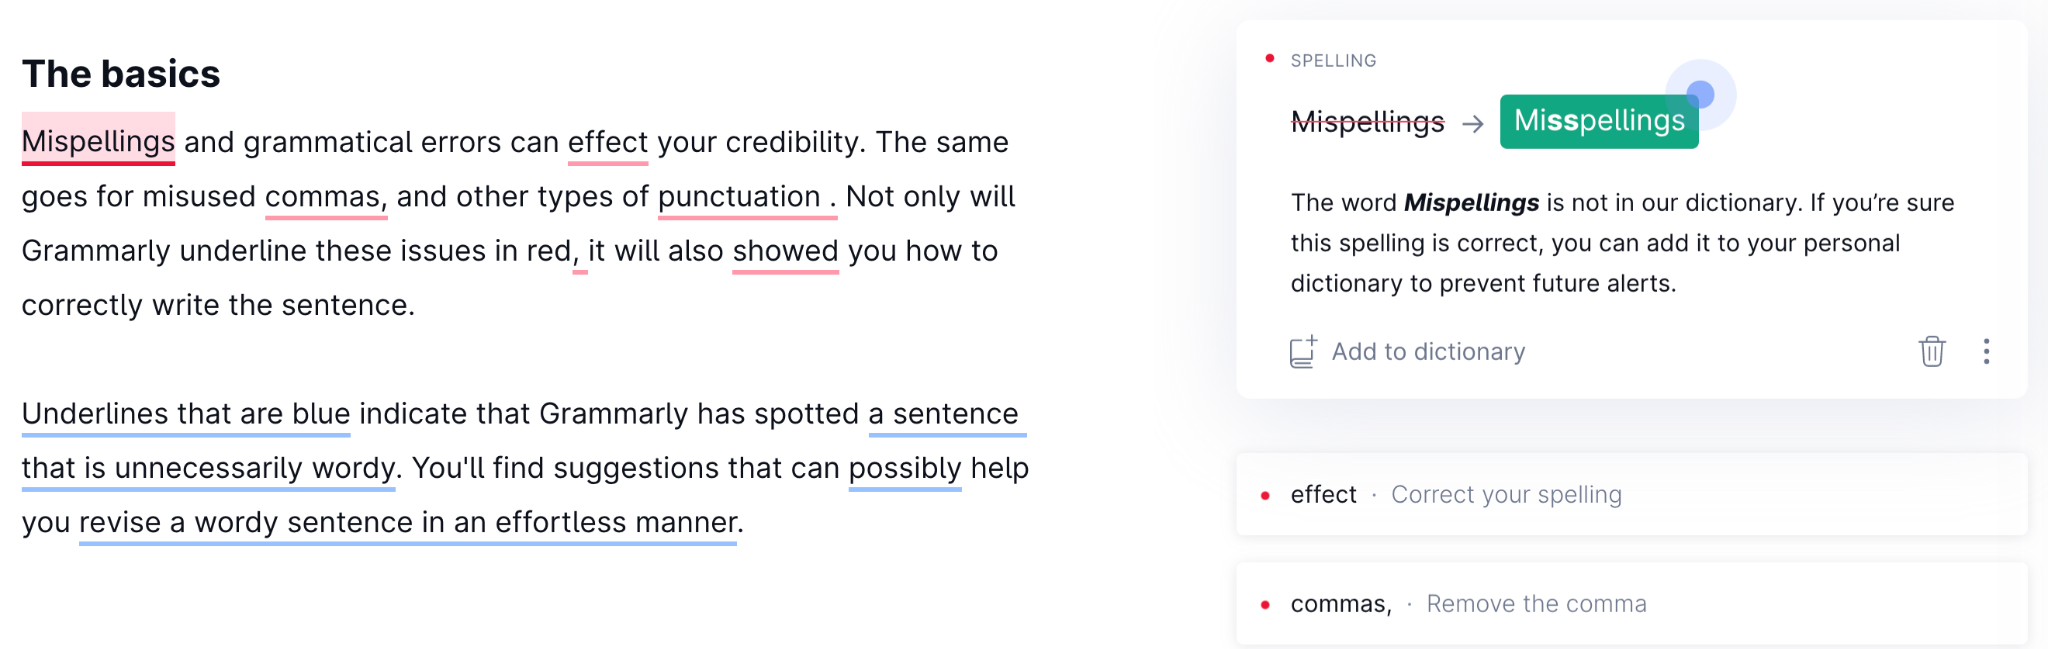 The basics
Mispellings and grammatical errors can effect your credibility. The same
goes for misused commas, and other types of punctuation . Not only will
Grammarly underline these issues in red, it will also showed you how to
correctly write the sentence.
Underlines that are blue indicate that Grammarly has spotted a sentence
that is unnecessarily wordy. You'll find suggestions that can possibly help
you revise a wordy sentence in an effortless manner.
SPELLING
Mispellings → Misspellings
The word Mispellings is not in our dictionary. If you’re sure
this spelling is correct, you can add it to your personal
dictionary to prevent future alerts.
Add to dictionary
effect · Correct your spelling
commas, · Remove the comma